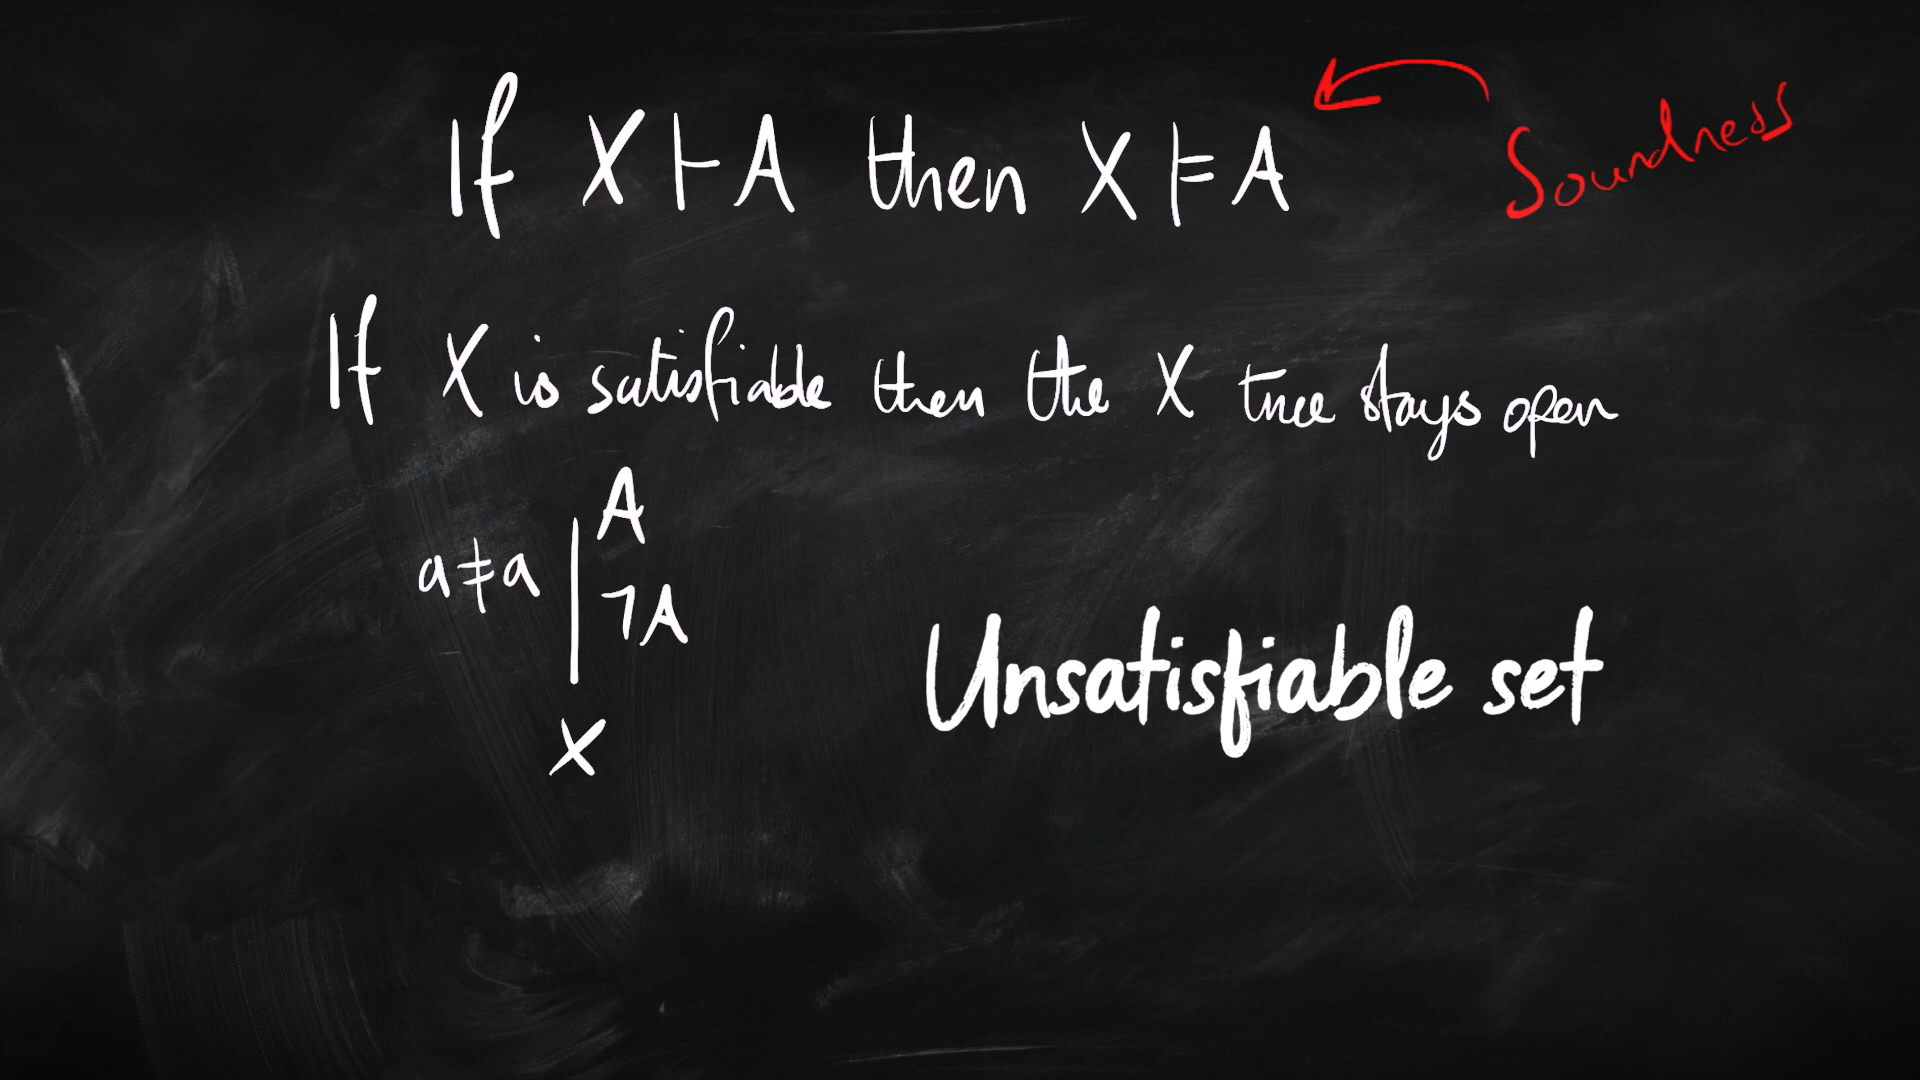 If X ⊢ A then X ⊨ A
Soundness
If X is satisfiable then the X tree stays open
A
a ≠ a
¬A
X
Unsatisfiable set